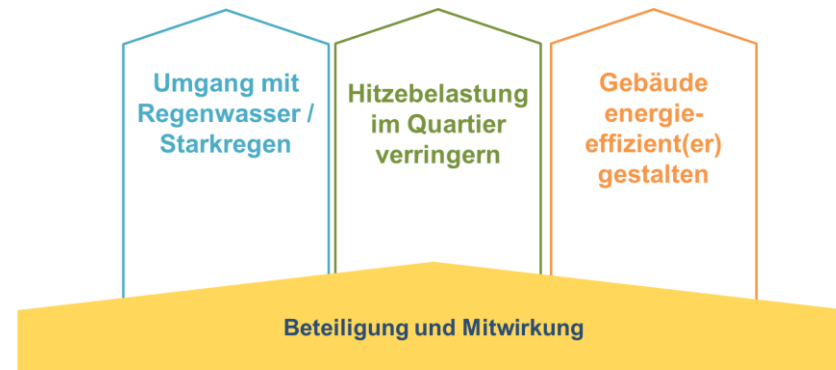 Umgang mit
Regenwasser /
Starkregen
Hitzebelastung
im Quartier
verringern
Gebäude
energie-
effizient(er)
gestalten
Beteiligung und Mitwirkung